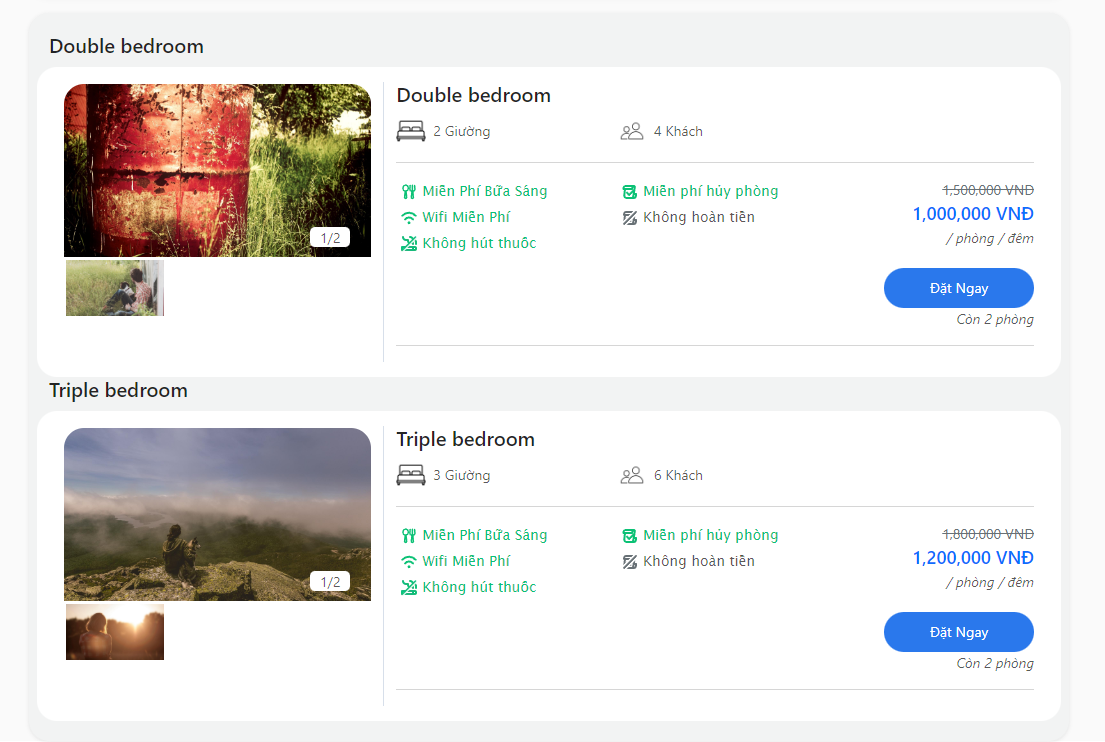 Double bedroom
Double bedroom
2 Giường
4 Khách
1/2
Miễn Phí Bữa Sáng
Miễn phí hủy phòng
1,500,000 VNĐ
Wifi Miễn Phí
Không hoàn tiền
1,000,000 VNĐ
Không hút thuốc
/ phòng / đêm
Đặt Ngay
Còn 2 phòng
Triple bedroom
Triple bedroom
3 Giường
6 Khách
1/2
Miễn Phí Bữa Sáng
Miễn phí hủy phòng
1,800,000 VNĐ
Wifi Miễn Phí
Không hoàn tiền
1,200,000 VNĐ
Không hút thuốc
/ phòng / đêm
Đặt Ngay
Còn 2 phòng